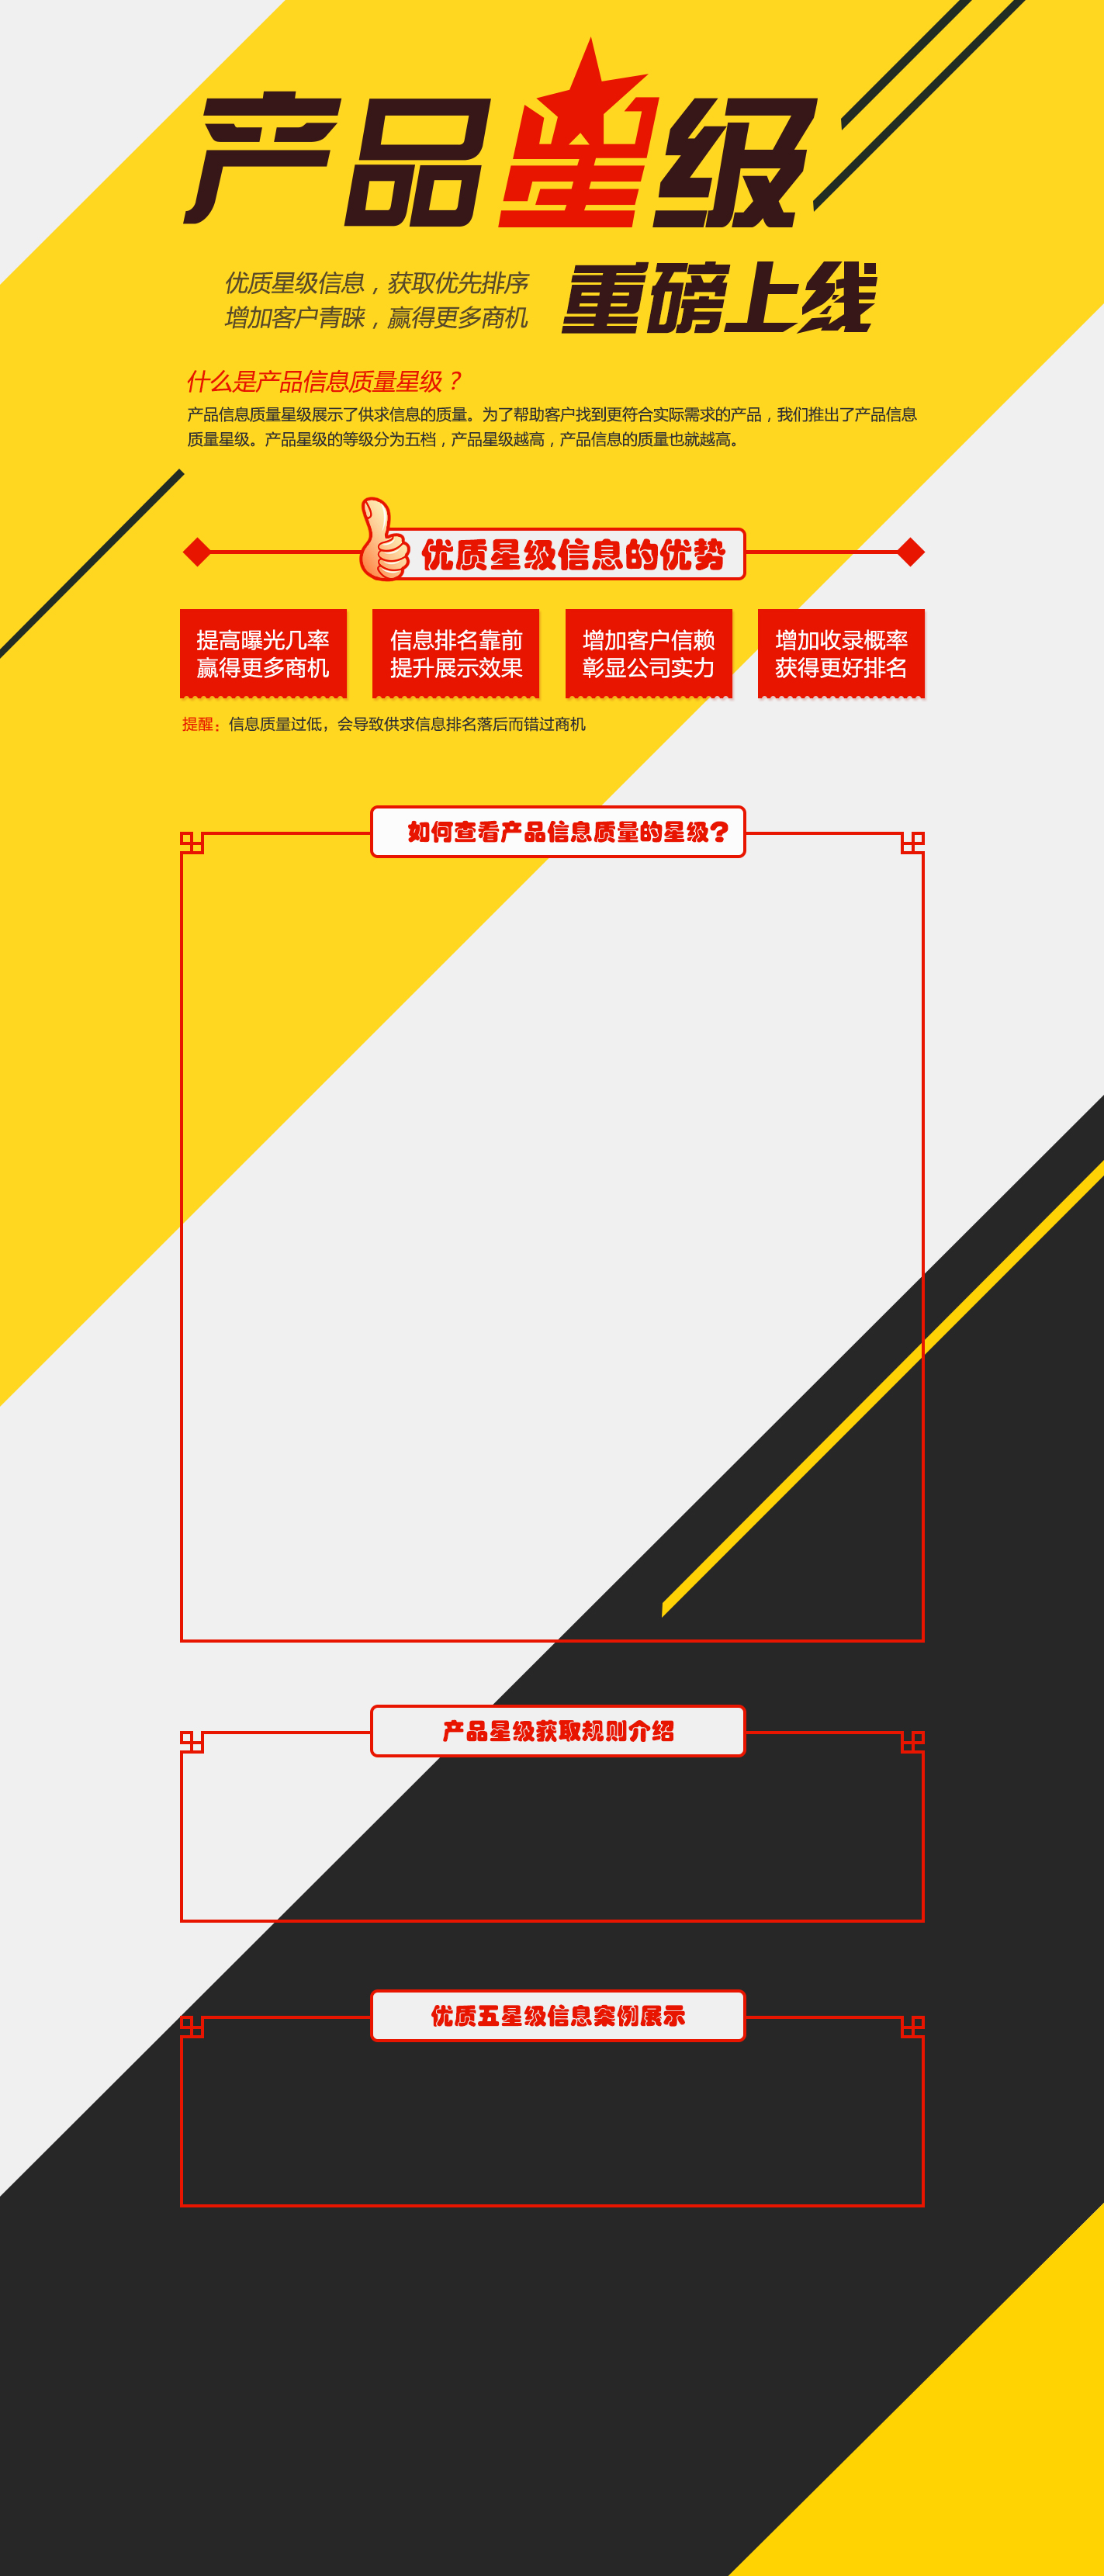 产品星级
优质星级信息，获取优先排序
增加客户青睐，赢得更多商机
重磅上线
什么是产品信息质量星级？
产品信息质量星级展示了供求信息的质量。为了帮助客户找到更符合实际需求的产品，我们推出了产品信息
质量星级。产品星级的等级分为五档，产品星级越高，产品信息的质量也就越高。
优质星级信息的优势
提高曝光几率
赢得更多商机
信息排名靠前
提升展示效果
增加客户信赖
彰显公司实力
增加收录概率
获得更好排名
提醒：信息质量过低，会导致供求信息排名落后而错过商机
如何查看产品信息质量的星级？
产品星级获取规则介绍
优质五星级信息案例展示